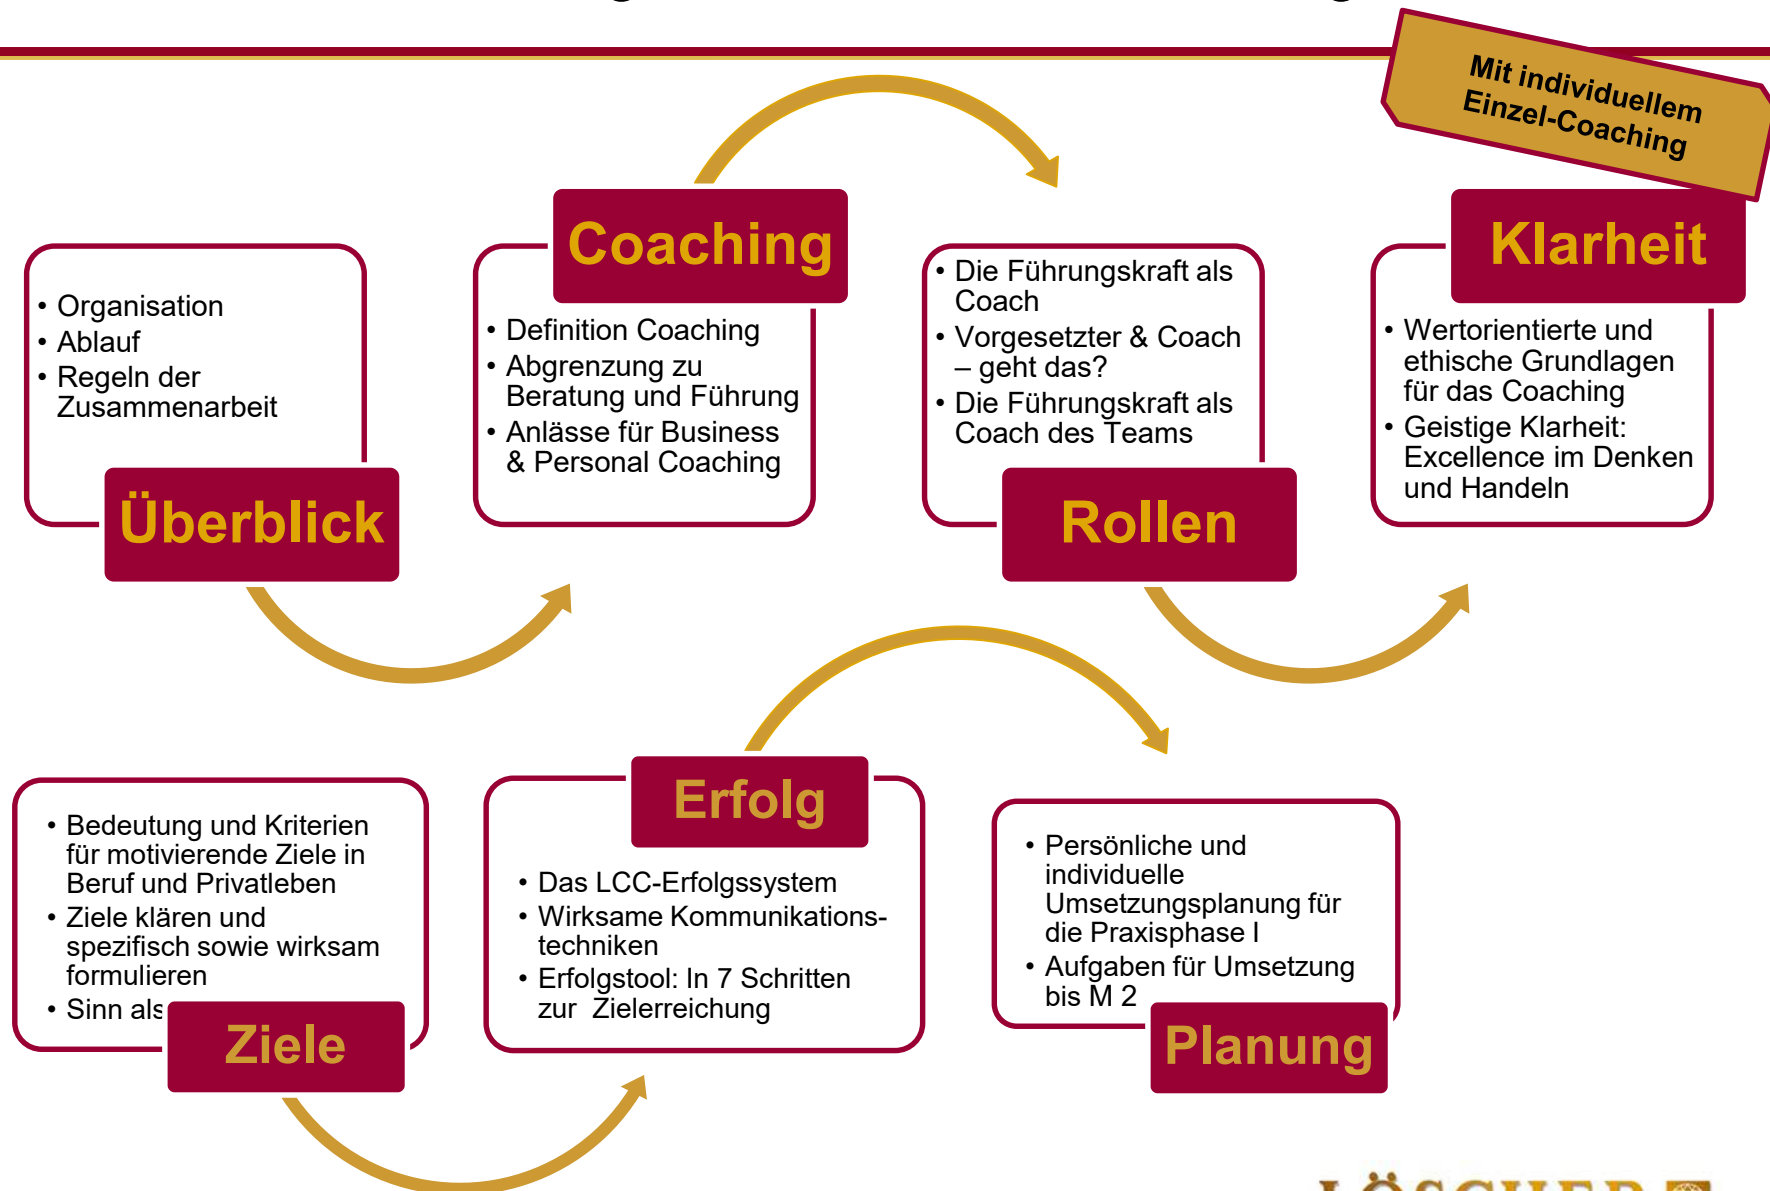 Mit individuellem
Einzel-Coaching
• Organisation
• Ablauf
• Regeln der
Zusammenarbeit
Überblick
Coaching
• Definition Coaching
• Abgrenzung zu
Beratung und Führung
• Anlässe für Business
& Personal Coaching
• Die Führungskraft als
Coach
• Vorgesetzter & Coach
– geht das?
• Die Führungskraft als
Coach des Teams
Rollen
Klarheit
• Wertorientierte und
ethische Grundlagen
für das Coaching
• Geistige Klarheit:
Excellence im Denken
und Handeln
• Bedeutung und Kriterien
für motivierende Ziele in
Beruf und Privatleben
• Ziele klären und
spezifisch sowie wirksam
formulieren
• Sinn als
Ziele
Erfolg
• Das LCC-Erfolgssystem
• Wirksame Kommunikations-
techniken
• Erfolgstool: In 7 Schritten
zur Zielerreichung
• Persönliche und
individuelle
Umsetzungsplanung für
die Praxisphase I
• Aufgaben für Umsetzung
bis M 2
Planung
LÖSCHER